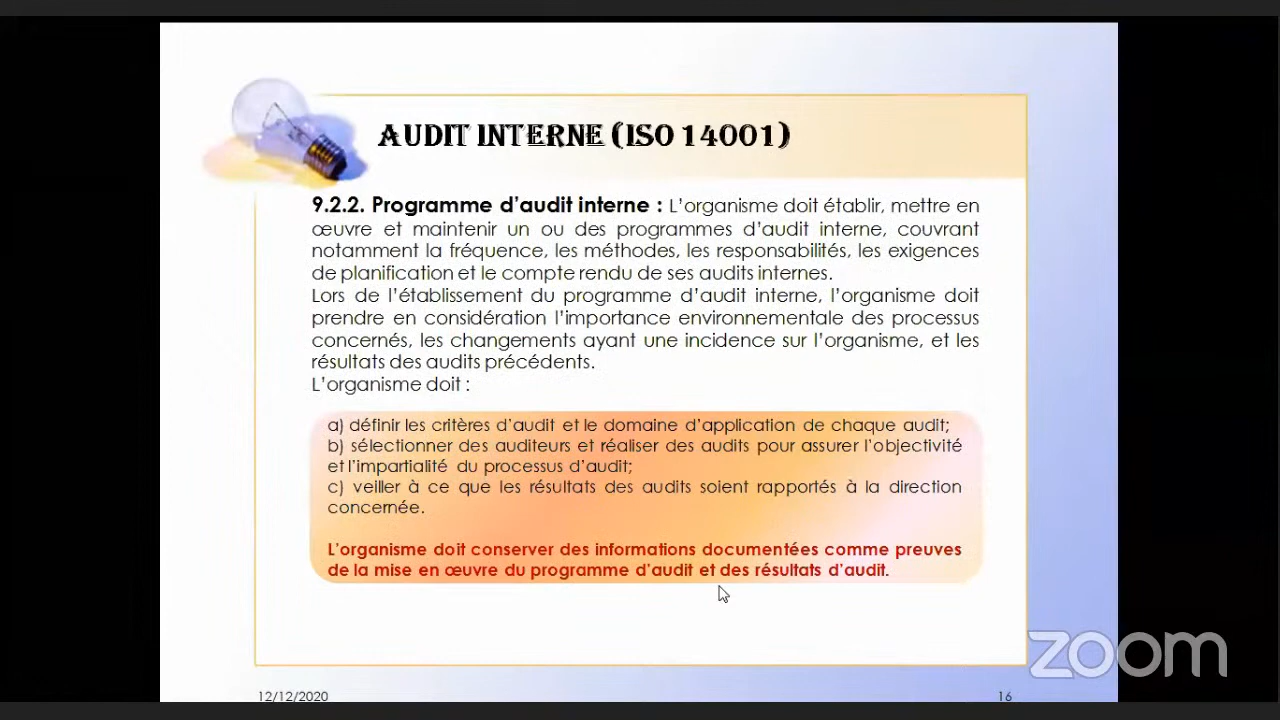 AUDIT INTERNE (ISO 14001)
9.2.2. Programme d’audit interne : L’organisme doit établir, mettre en
œuvre et maintenir un ou des programmes d’audit interne, couvrant
notamment la fréquence, les méthodes, les responsabilités, les exigences
de planification et le compte rendu de ses audits internes.
Lors de l’établissement du programme d’audit interne, l’organisme doit
prendre en considération l’importance environnementale des processus
concernés, les changements ayant une incidence sur l’organisme, et les
résultats des audits précédents.
L’organisme doit :
a) définir les critères d’audit et le domaine d’application de chaque audit;
b) sélectionner des auditeurs et réaliser des audits pour assurer l’objectivité
et l’impartialité du processus d’audit;
c) veiller à ce que les résultats des audits soient rapportés à la direction
concernée.
L’organisme doit conserver des informations documentées comme preuves
de la mise en œuvre du programme d’audit et des résultats d’audit.
zoom
12/12/2020
16